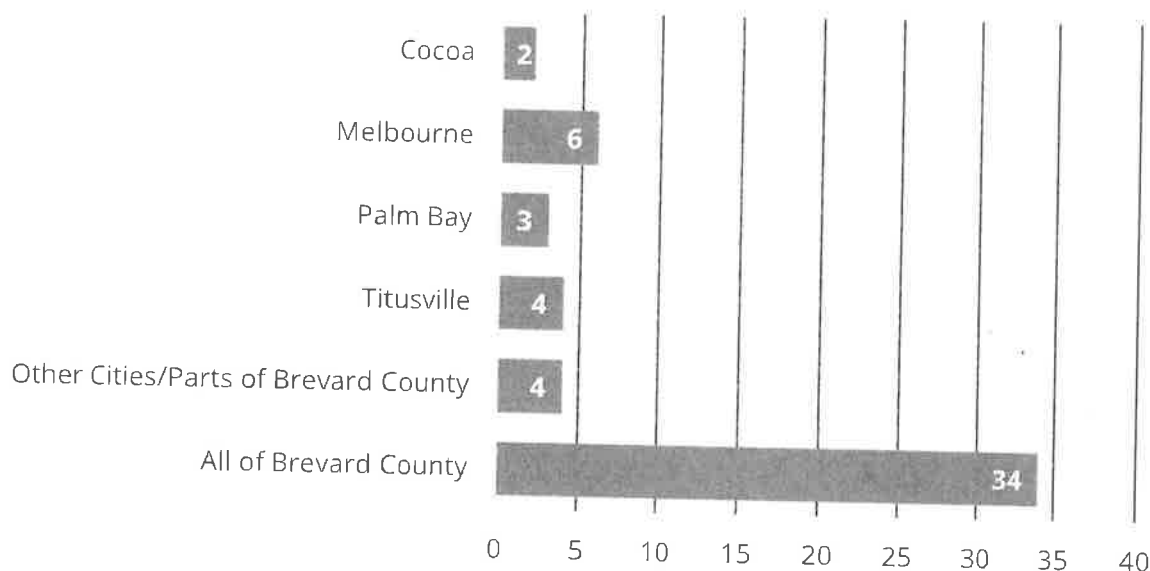 Cocoa 2
Melbourne 6
Palm Bay 3
Titusville 4
Other Cities/Parts of Brevard County 4
All of Brevard County 34
0 5 10 15 20 25 30 35 40